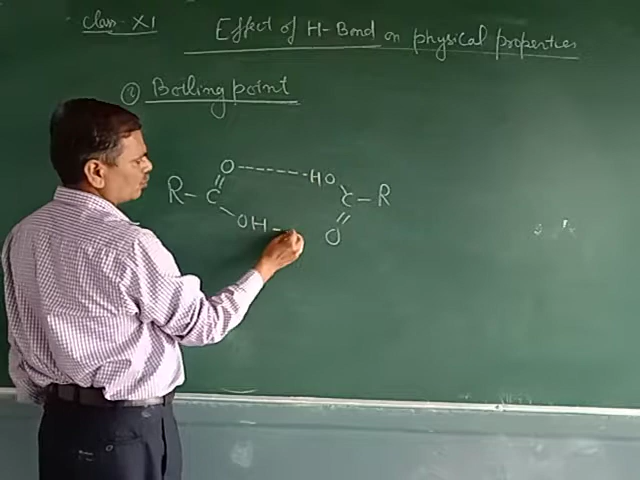 Class-XI
Effect of H-Bond on physical properties
① Boiling point
O ------ HO
R-C C-R
OH - O